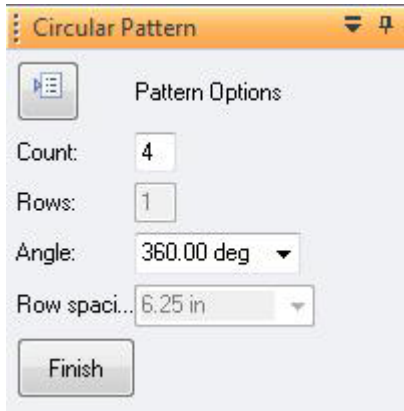 Circular Pattern
Pattern Options
Count: 4
Rows: 1
Angle: 360.00 deg
Row spaci... 6.25 in
Finish